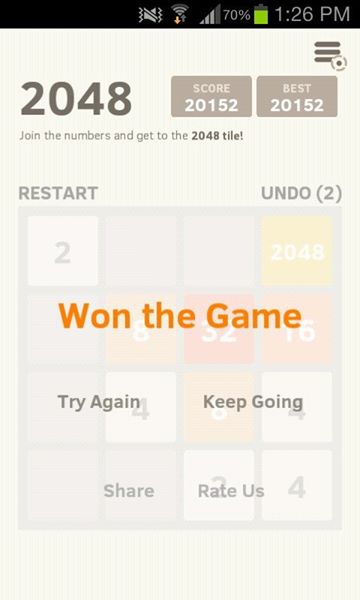 70% 1:26 PM
2048
SCORE
20152
BEST
20152
Join the numbers and get to the 2048 tile!
RESTART
UNDO (2)
2
2048
8
32
16
Won the Game
4
8
4
Try Again
Keep Going
2
4
Share
Rate Us